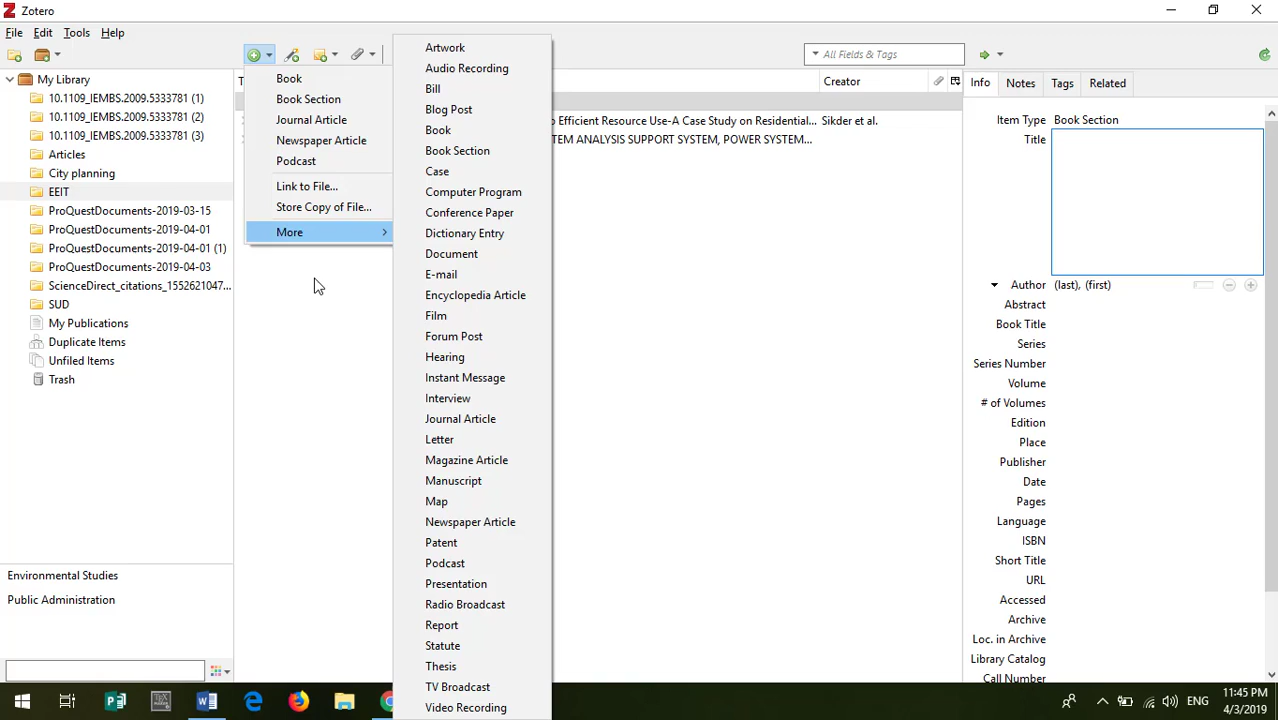 Zotero
File Edit Tools Help
All Fields & Tags
My Library
10.1109_IEMBS.2009.5333781 (1)
10.1109_IEMBS.2009.5333781 (2)
10.1109_IEMBS.2009.5333781 (3)
Articles
City planning
EEIT
ProQuestDocuments-2019-03-15
ProQuestDocuments-2019-04-01
ProQuestDocuments-2019-04-01 (1)
ProQuestDocuments-2019-04-03
ScienceDirect_citations_1552621047...
SUD
My Publications
Duplicate Items
Unfiled Items
Trash
Environmental Studies
Public Administration
Book
Book Section
Journal Article
Newspaper Article
Podcast
Link to File...
Store Copy of File...
More
Artwork
Audio Recording
Bill
Blog Post
Book
Book Section
Case
Computer Program
Conference Paper
Dictionary Entry
Document
E-mail
Encyclopedia Article
Film
Forum Post
Hearing
Instant Message
Interview
Journal Article
Letter
Magazine Article
Manuscript
Map
Newspaper Article
Patent
Podcast
Presentation
Radio Broadcast
Report
Statute
Thesis
TV Broadcast
Video Recording
T
Creator
Efficient Resource Use-A Case Study on Residential... Sikder et al.
TEM ANALYSIS SUPPORT SYSTEM, POWER SYSTEM...
Info Notes Tags Related
Item Type Book Section
Title
Author (last), (first)
Abstract
Book Title
Series
Series Number
Volume
# of Volumes
Edition
Place
Publisher
Date
Pages
Language
ISBN
Short Title
URL
Accessed
Archive
Loc. in Archive
Library Catalog
Call Number
ENG
11:45 PM
4/3/2019